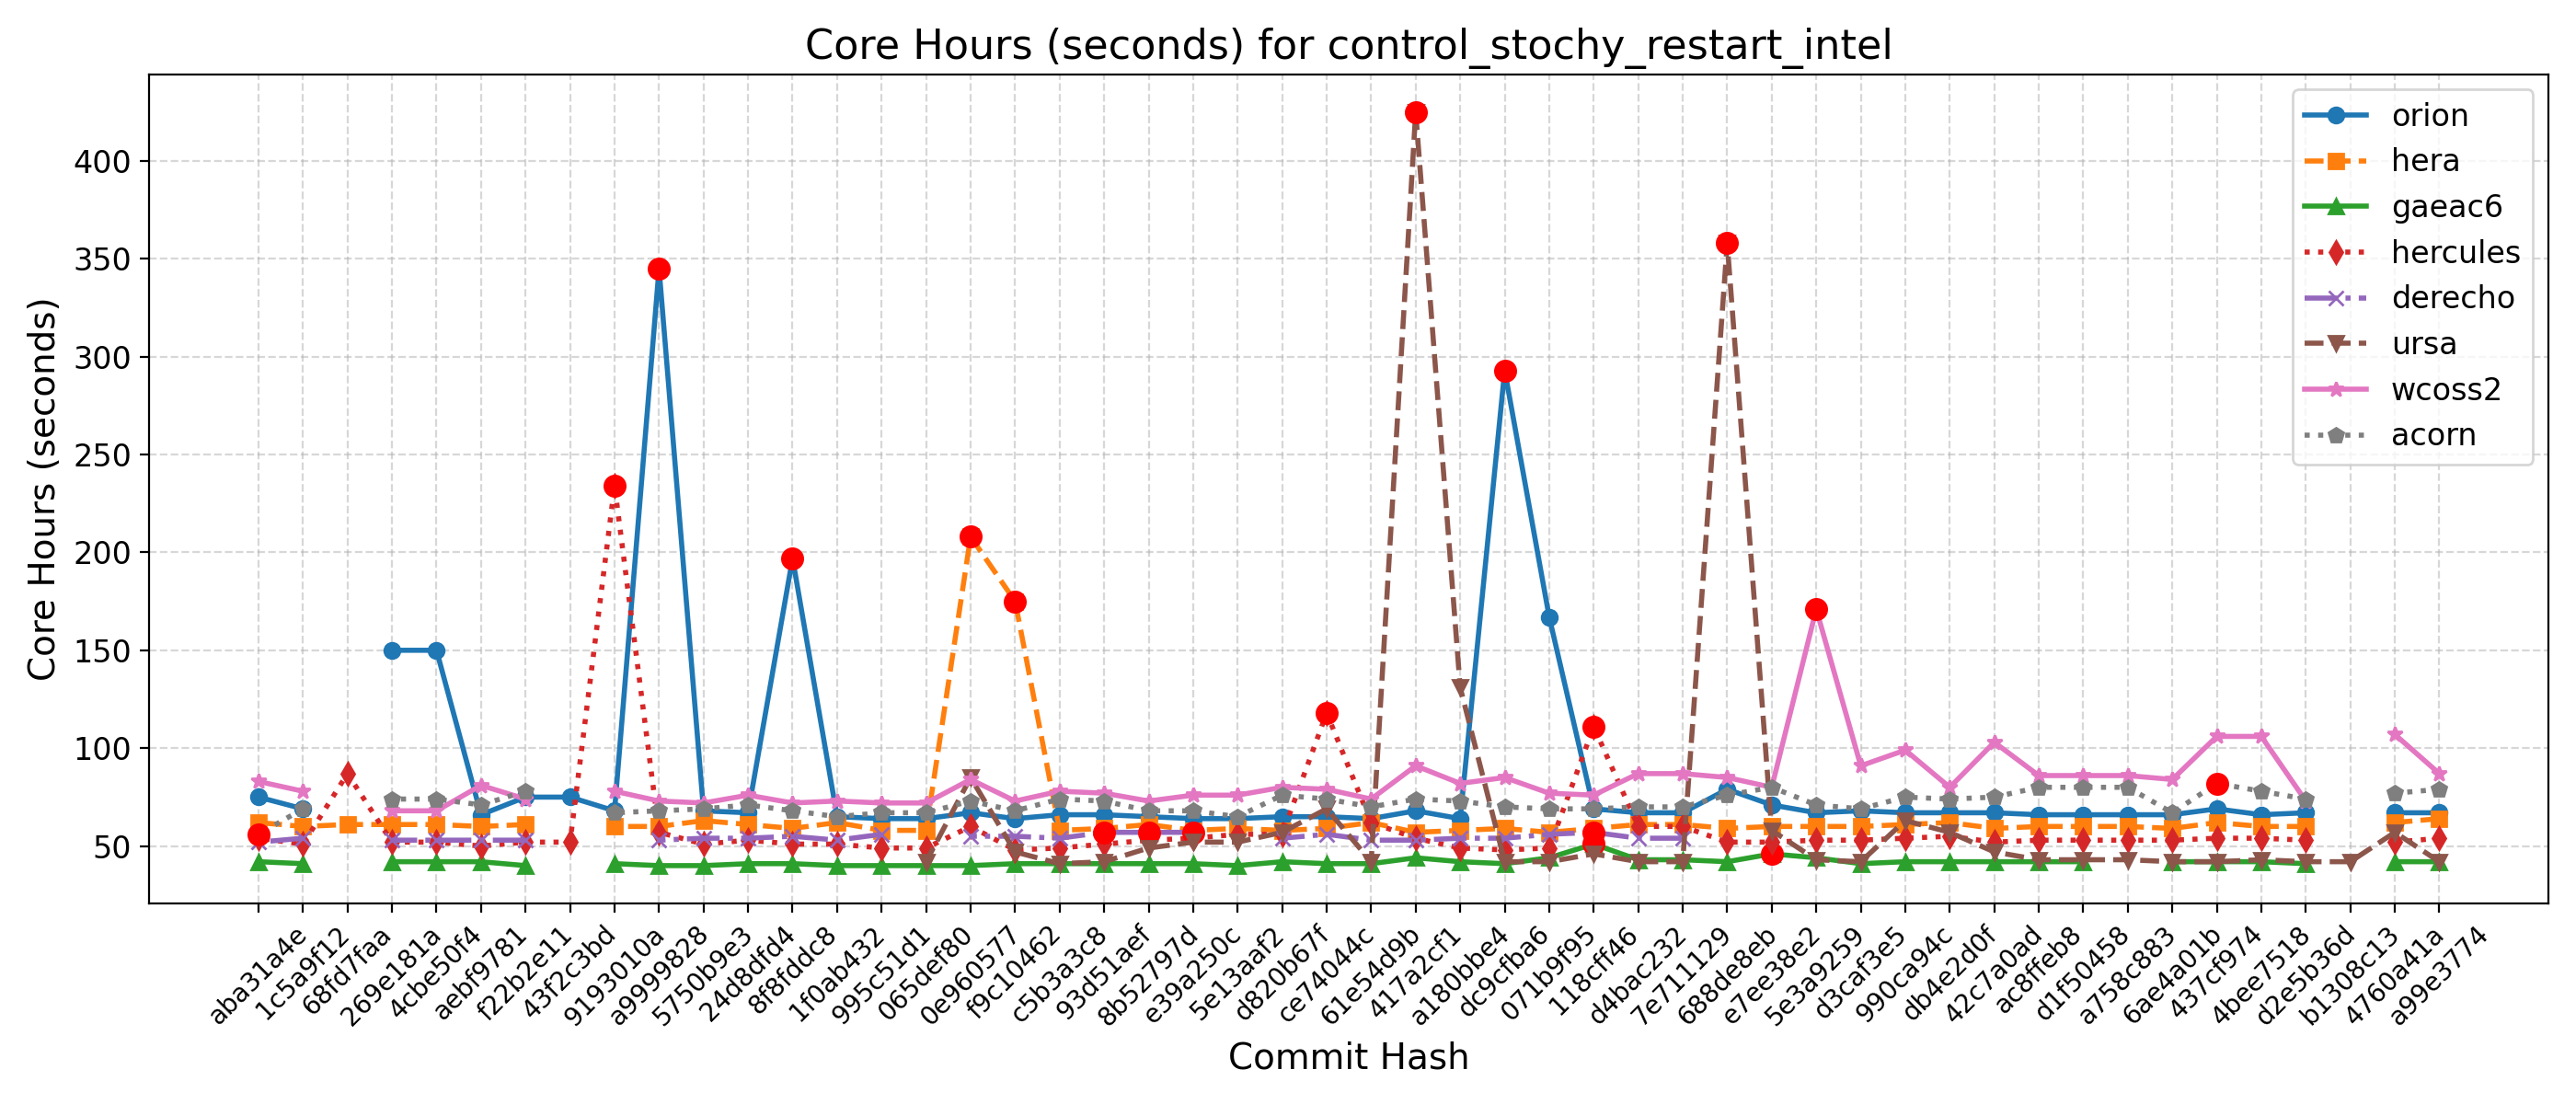 Core Hours (seconds) for control_stochy_restart_intel
Core Hours (seconds)
400
350
300
250
200
150
100
50
orion
hera
gaeac6
hercules
derecho
ursa
wcoss2
acorn
aba31a4e
1c5a9f12
68fd7faa
269e181a
4cbe50f4
aebf9781
f22b2e11
43f2c3bd
9193010a
a9999828
5750b9e3
24d8dfd4
8f8fddc8
1f0ab432
995c51d1
065def80
0e960577
f9c10462
c5b3a3c8
93d51aef
8b52797d
e39a250c
5e13aaf2
d820b67f
ce74044c
61e54d9b
417a2cf1
a180bbe4
dc9cfba6
071b9f95
118cff46
d4bac232
7e711129
688de8eb
e7ee38e2
5e3a9259
d3caf3e5
990ca94c
db4e2d0f
42c7a0ad
ac8ffeb8
d1f50458
a758c883
6ae4a01b
437cf974
4bee7518
d2e5b36d
b1308c13
4760a41a
a99e3774
Commit Hash